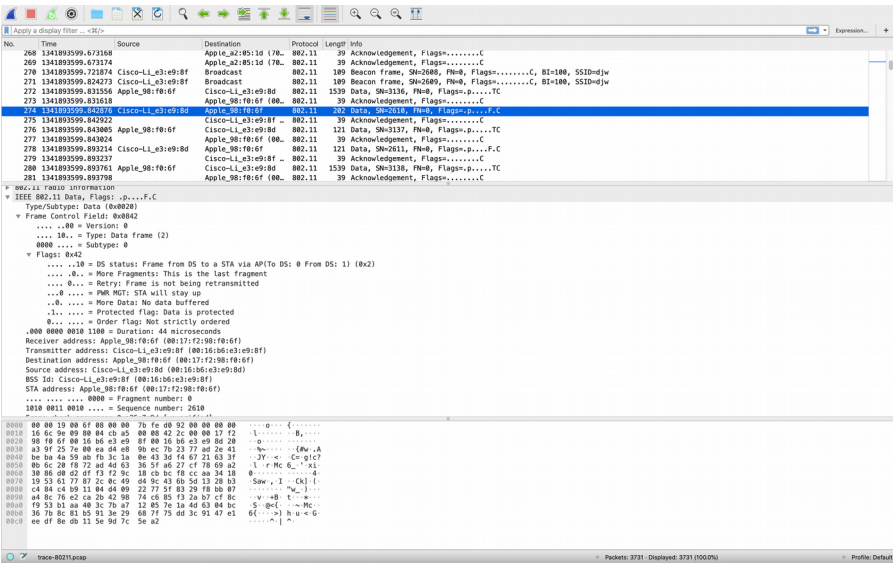 Apply a display filter ... <⌘/>
Expression...
+
No. Time Source Destination Protocol Length Info
268 1341893599.673168 Apple_a2:05:1d (70… 802.11 39 Acknowledgement, Flags=........C
269 1341893599.673174 Apple_a2:05:1d (70… 802.11 39 Acknowledgement, Flags=........C
270 1341893599.721874 Cisco-Li_e3:e9:8f Broadcast 802.11 109 Beacon frame, SN=2608, FN=0, Flags=........C, BI=100, SSID=djw
271 1341893599.824273 Cisco-Li_e3:e9:8f Broadcast 802.11 109 Beacon frame, SN=2609, FN=0, Flags=........C, BI=100, SSID=djw
272 1341893599.831556 Apple_98:f0:6f Cisco-Li_e3:e9:8d 802.11 1539 Data, SN=3136, FN=0, Flags=.p.....TC
273 1341893599.831618 Apple_98:f0:6f (00… 802.11 39 Acknowledgement, Flags=........C
274 1341893599.842876 Cisco-Li_e3:e9:8d Apple_98:f0:6f 802.11 202 Data, SN=2610, FN=0, Flags=.p....F.C
275 1341893599.842922 Cisco-Li_e3:e9:8f … 802.11 39 Acknowledgement, Flags=........C
276 1341893599.843005 Apple_98:f0:6f Cisco-Li_e3:e9:8d 802.11 121 Data, SN=3137, FN=0, Flags=.p.....TC
277 1341893599.843024 Apple_98:f0:6f (00… 802.11 39 Acknowledgement, Flags=........C
278 1341893599.893214 Cisco-Li_e3:e9:8d Apple_98:f0:6f 802.11 121 Data, SN=2611, FN=0, Flags=.p....F.C
279 1341893599.893237 Cisco-Li_e3:e9:8f … 802.11 39 Acknowledgement, Flags=........C
280 1341893599.893761 Apple_98:f0:6f Cisco-Li_e3:e9:8d 802.11 1539 Data, SN=3138, FN=0, Flags=.p.....TC
281 1341893599.893798 Apple_98:f0:6f (00… 802.11 39 Acknowledgement, Flags=........C
802.11 radio information
IEEE 802.11 Data, Flags: .p....F.C
Type/Subtype: Data (0x0020)
Frame Control Field: 0x0842
.... ..00 = Version: 0
.... 10.. = Type: Data frame (2)
0000 .... = Subtype: 0
Flags: 0x42
.... ..10 = DS status: Frame from DS to a STA via AP(To DS: 0 From DS: 1) (0x2)
.... .0.. = More Fragments: This is the last fragment
.... 0... = Retry: Frame is not being retransmitted
...0 .... = PWR MGT: STA will stay up
..0. .... = More Data: No data buffered
.1.. .... = Protected flag: Data is protected
0... .... = Order flag: Not strictly ordered
.000 0000 0010 1100 = Duration: 44 microseconds
Receiver address: Apple_98:f0:6f (00:17:f2:98:f0:6f)
Transmitter address: Cisco-Li_e3:e9:8f (00:16:b6:e3:e9:8f)
Destination address: Apple_98:f0:6f (00:17:f2:98:f0:6f)
Source address: Cisco-Li_e3:e9:8d (00:16:b6:e3:e9:8d)
BSS Id: Cisco-Li_e3:e9:8f (00:16:b6:e3:e9:8f)
STA address: Apple_98:f0:6f (00:17:f2:98:f0:6f)
.... .... .... 0000 = Fragment number: 0
1010 0011 0010 .... = Sequence number: 2610
0000 00 00 19 00 6f 08 00 00 7b fe d0 92 00 00 00 00
0010 16 6c 9e 09 80 04 cb a5 00 08 42 2c 00 00 17 f2
0020 98 f0 6f 00 16 b6 e3 e9 8f 00 16 b6 e3 e9 8d 20
0030 a3 9f 25 7e 00 ea d4 e8 9b ec 7b 23 77 ad 2e 41
0040 be ba 4a 59 ab fb 3c 1a 0e 43 3d f4 67 21 63 3f
0050 0b 6c 20 f8 72 ad 4d 63 36 5f a6 27 cf 78 69 a2
0060 30 86 d0 d2 df f3 f2 9c 18 cb bc f8 cc aa 34 18
0070 19 53 61 77 87 2c 0c 49 d4 9c 43 6b 5d 13 28 b3
0080 c4 84 c4 b9 11 04 d4 09 22 77 5f 83 29 f8 bb 07
0090 a4 8c 76 e2 ca 2b 42 98 74 c6 85 f3 2a b7 cf 8c
00a0 f9 53 b1 aa 40 3c 7b a7 12 05 7e 1a 4d 63 04 bc
00b0 36 7b 8c 81 b5 91 3e 29 68 7f 75 dd 3c 91 47 e1
00c0 ee df 8e db 11 5e 9d 7c 5e a2
trace-80211.pcap
Packets: 3731 · Displayed: 3731 (100.0%)
Profile: Default